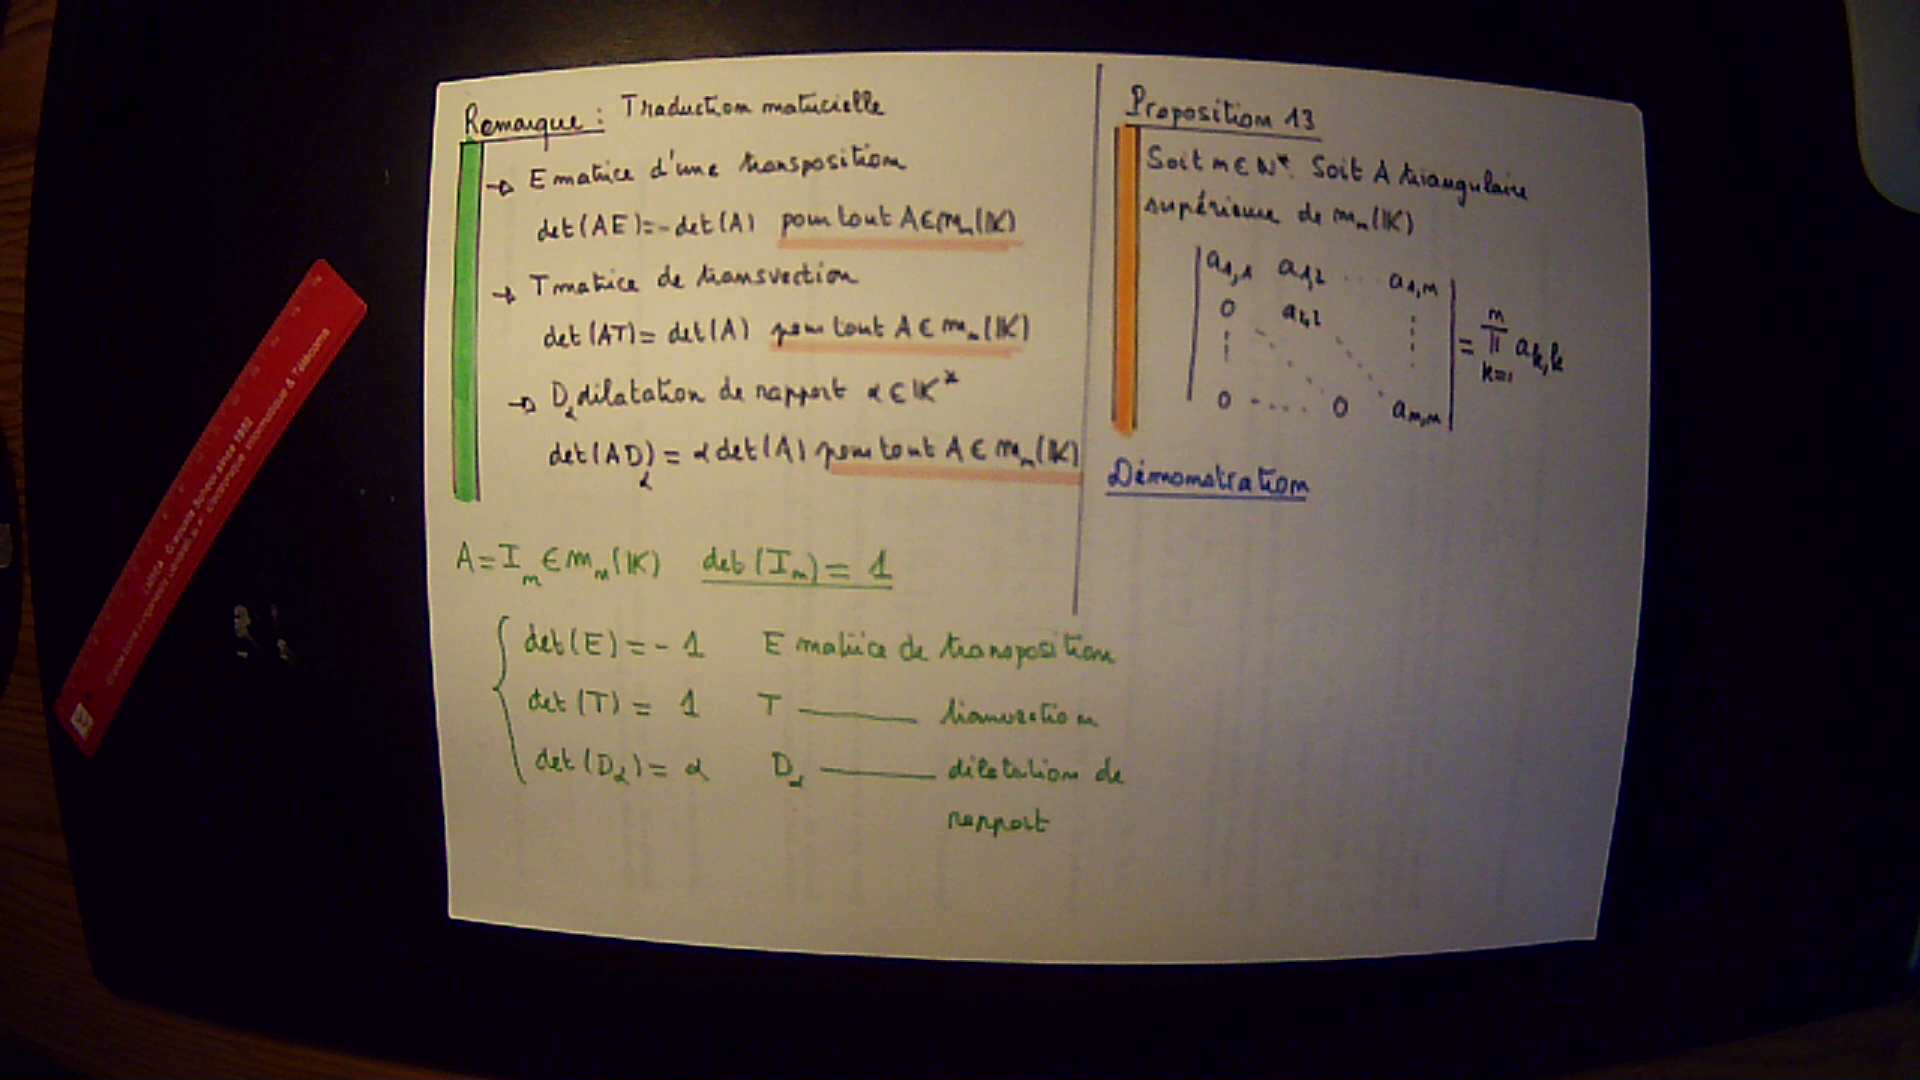 Remarque : Traduction matricielle
→ E matrice d'une transposition
det(AE)=-det(A) pour tout A∈Mn(K)
→ T matrice de transvection
det(AT)= det(A) pour tout A∈Mn(K)
→ Dα dilatation de rapport α∈K*
det(ADα) = α det(A) pour tout A∈Mn(K)
A=In∈Mn(K) det(In)= 1
det(E)=-1 E matrice de transposition
det(T)= 1 T ——— transvection
det(Dα)= α Dα ——— dilatation de
rapport
Proposition 13
Soit n∈N*. Soit A triangulaire
supérieure de Mn(K)
| a1,1 a1,2 ... a1,n |
| 0 a2,2 |
| 0 ... 0 an,n | = n ∏ k=1 ak,k
Démonstration